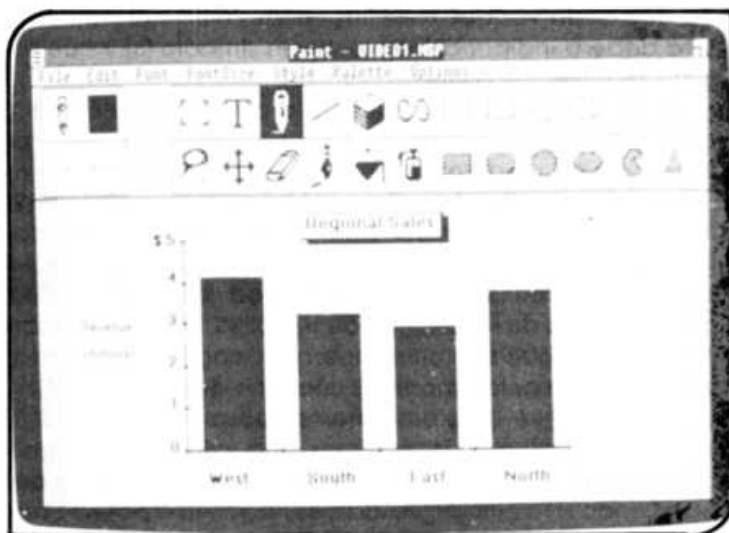 Paint - VIDEO1.MSP
File Edit Font FontSize Style Palette Options
T
Regional Sales
$5
4
Revenue
3
2
1
0
West South East North